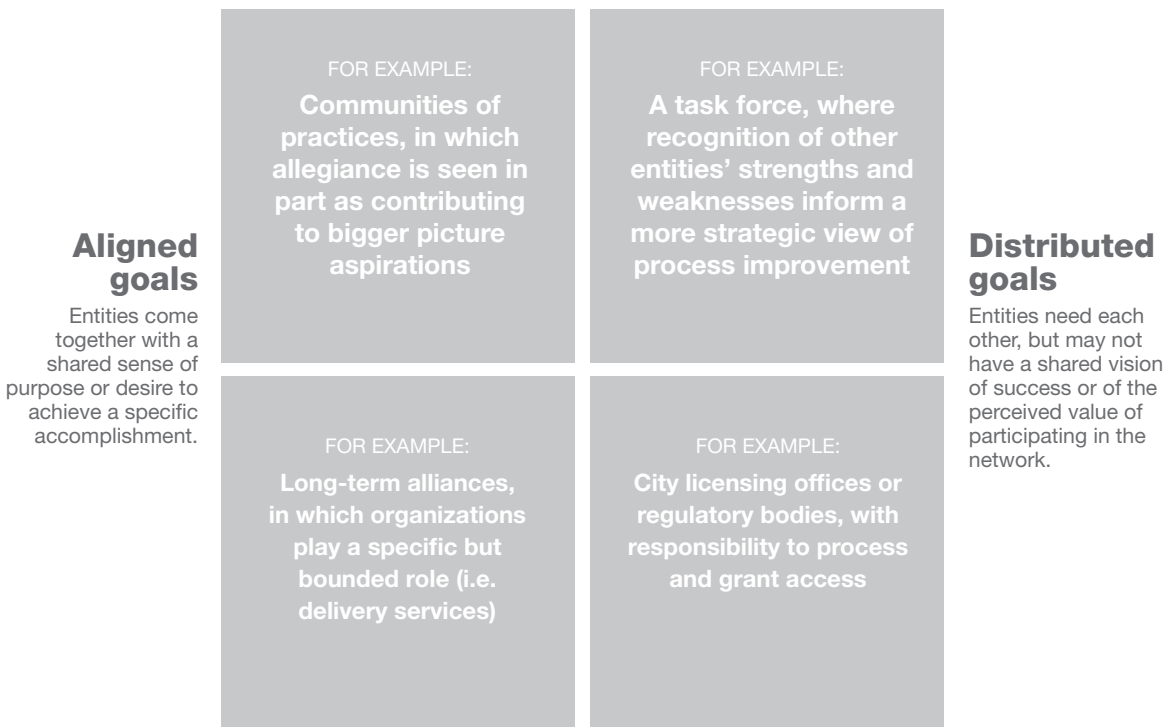 FOR EXAMPLE:
Communities of
practices, in which
allegiance is seen in
part as contributing
to bigger picture
aspirations
FOR EXAMPLE:
A task force, where
recognition of other
entities’ strengths and
weaknesses inform a
more strategic view of
process improvement
Aligned
goals
Entities come
together with a
shared sense of
purpose or desire to
achieve a specific
accomplishment.
Distributed
goals
Entities need each
other, but may not
have a shared vision
of success or of the
perceived value of
participating in the
network.
FOR EXAMPLE:
Long-term alliances,
in which organizations
play a specific but
bounded role (i.e.
delivery services)
FOR EXAMPLE:
City licensing offices or
regulatory bodies, with
responsibility to process
and grant access